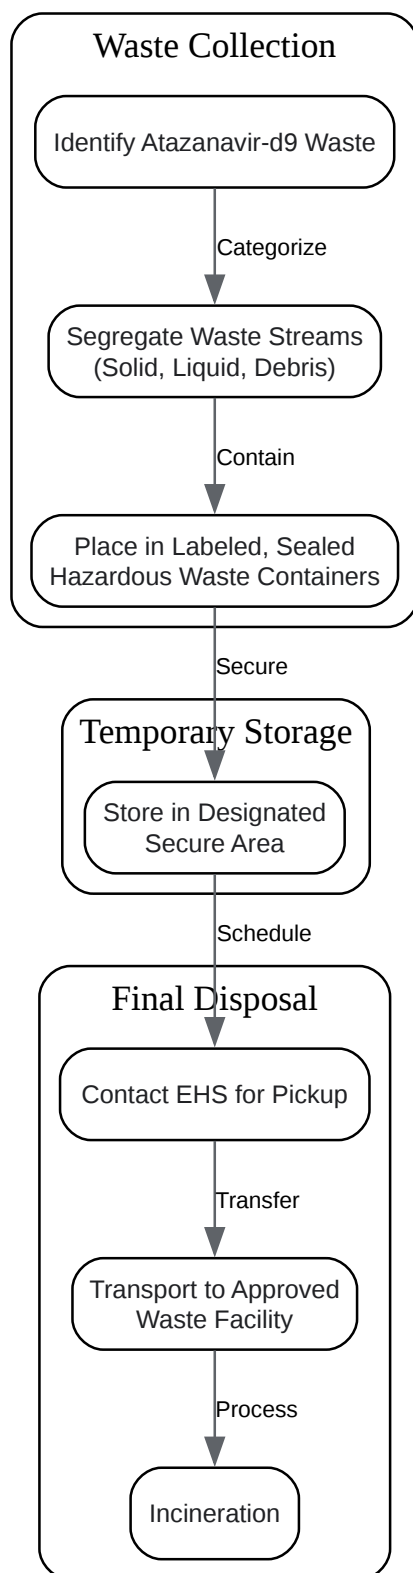 Waste Collection
Identify Atazanavir-d9 Waste
Categorize
Segregate Waste Streams
(Solid, Liquid, Debris)
Contain
Place in Labeled, Sealed
Hazardous Waste Containers
Secure
Temporary Storage
Store in Designated
Secure Area
Schedule
Final Disposal
Contact EHS for Pickup
Transfer
Transport to Approved
Waste Facility
Process
Incineration